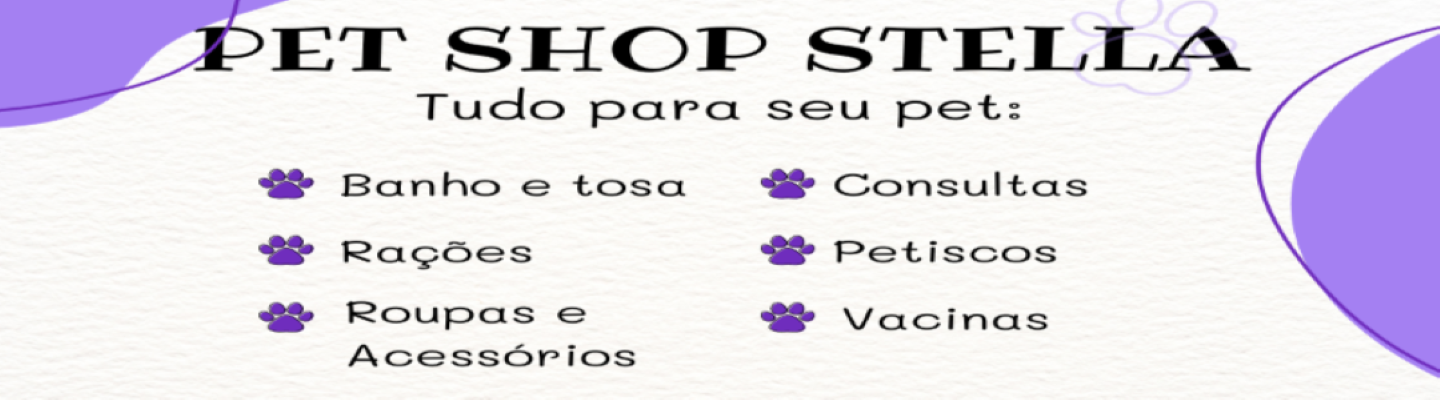 PET SHOP STELLA
Tudo para seu pet:
Banho e tosa
Rações
Roupas e
Acessórios
Consultas
Petiscos
Vacinas